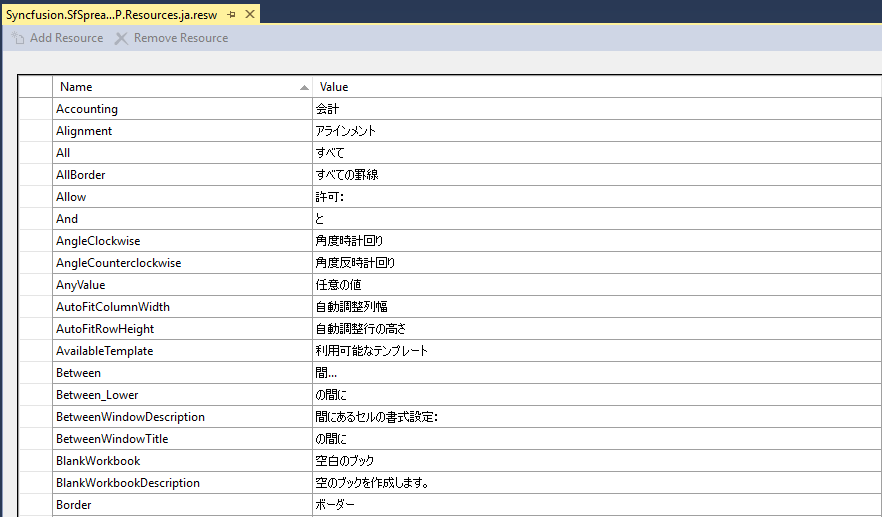 Syncfusion.SfSprea...P.Resources.ja.resw
Add Resource Remove Resource
Name Value
Accounting 会計
Alignment アラインメント
All すべて
AllBorder すべての罫線
Allow 許可:
And と
AngleClockwise 角度時計回り
AngleCounterclockwise 角度反時計回り
AnyValue 任意の値
AutoFitColumnWidth 自動調整列幅
AutoFitRowHeight 自動調整行の高さ
AvailableTemplate 利用可能なテンプレート
Between 間...
Between_Lower の間に
BetweenWindowDescription 間にあるセルの書式設定:
BetweenWindowTitle の間に
BlankWorkbook 空白のブック
BlankWorkbookDescription 空のブックを作成します。
Border ボーダー